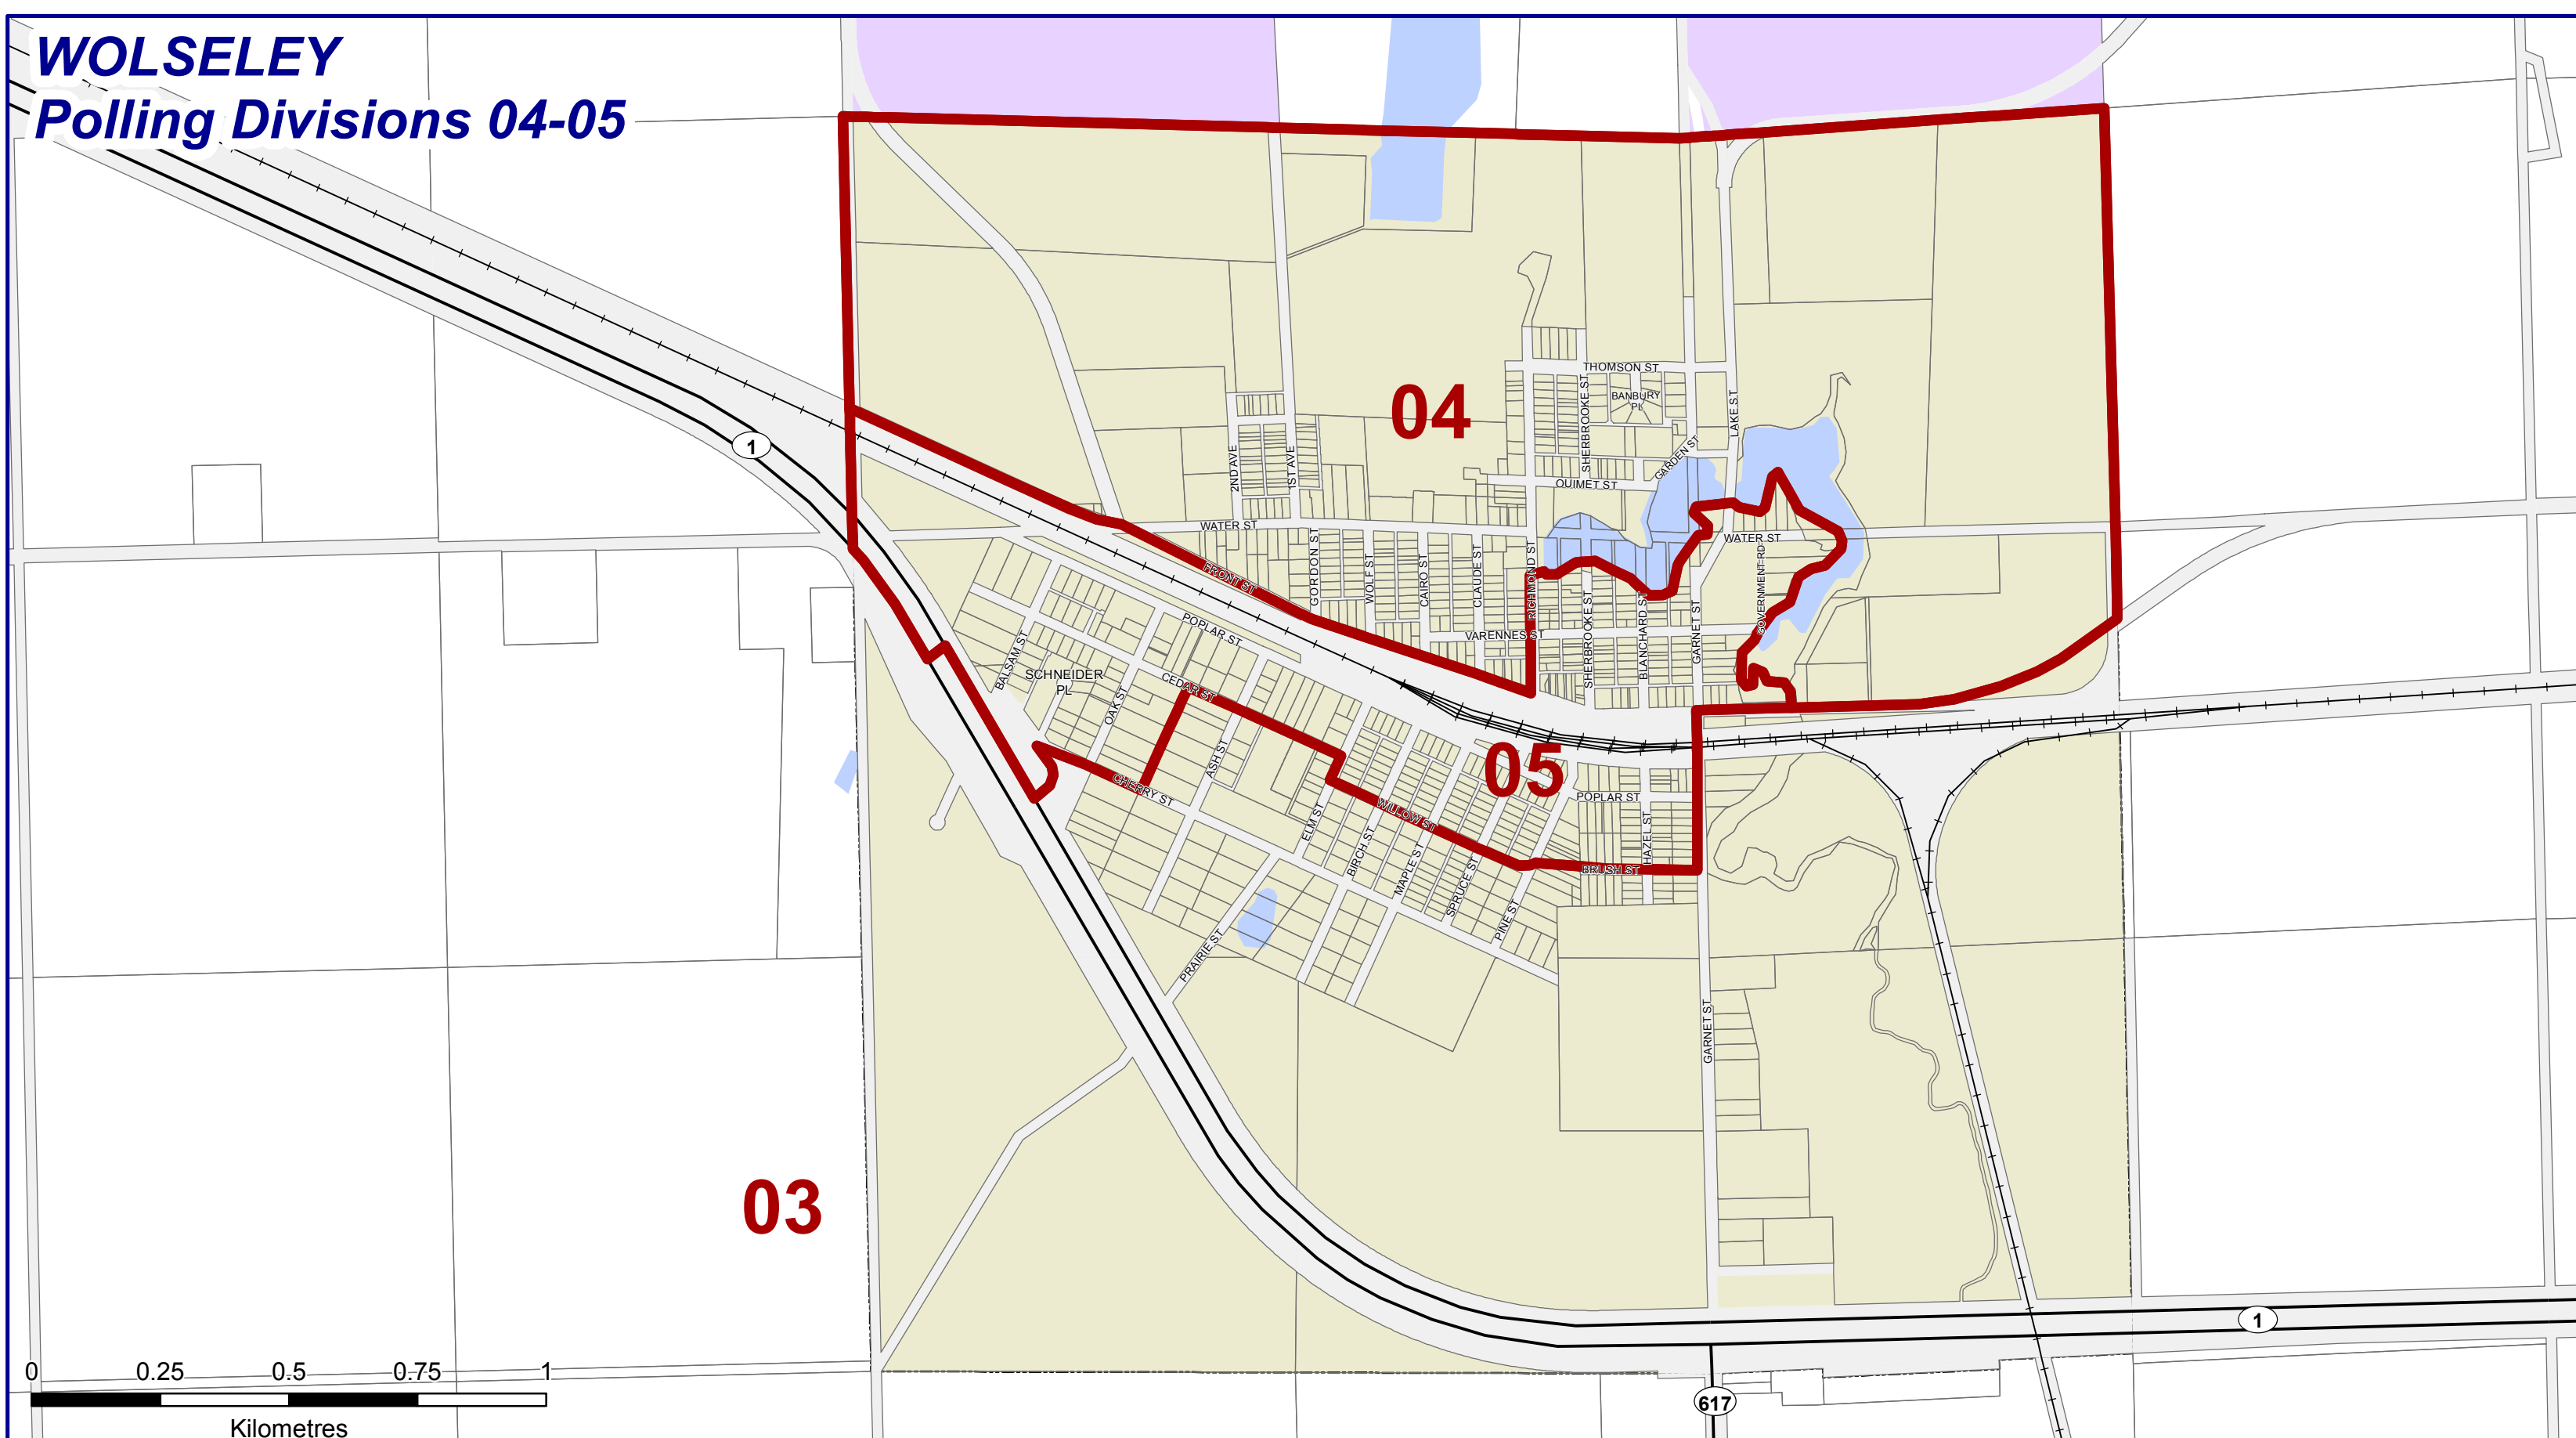 WOLSELEY
Polling Divisions 04-05
THOMSON ST
BANBURY
PL
SHERBROOKE ST
LAKE ST
04
1
GARDEN ST
2ND AVE
1ST AVE
OUIMET ST
WATER ST
WATER ST
GORDON ST
WOLF ST
CAIRO ST
CLAUDE ST
RICHMOND ST
FRONT ST
GOVERNMENT RD
SHERBROOKE ST
BLANCHARD ST
GARNET ST
VARENNES ST
POPLAR ST
BALSAM ST
SCHNEIDER
PL
CEDAR ST
OAK ST
ASH ST
05
CHERRY ST
POPLAR ST
WILLOW ST
ELM ST
BIRCH ST
MAPLE ST
SPRUCE ST
HAZEL ST
BRUSH ST
PINE ST
PRAIRIE ST
GARNET ST
03
1
0 0.25 0.5 0.75 1
Kilometres
617